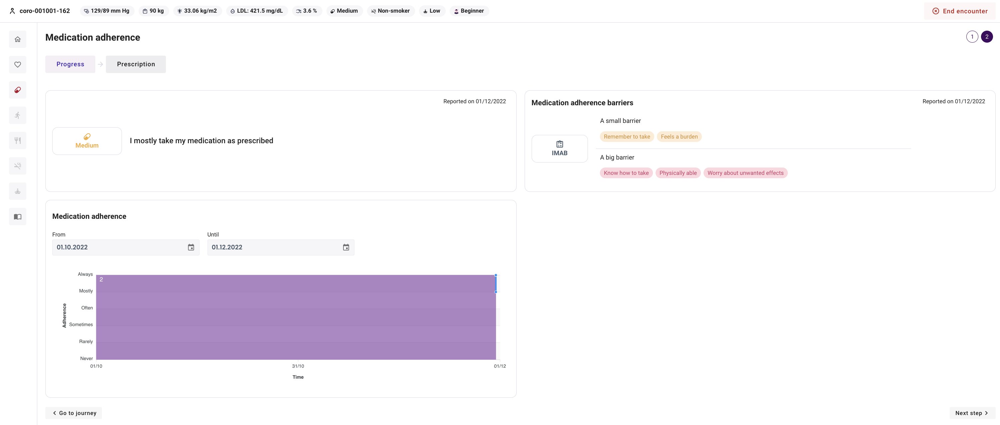 coro-001001-162 129/89 mm Hg 90 kg 33.06 kg/m2 LDL: 421.5 mg/dL 3.6 % Medium Non-smoker Low Beginner End encounter
Medication adherence 1 2
Progress Prescription
Reported on 01/12/2022
Medium
I mostly take my medication as prescribed
Medication adherence barriers Reported on 01/12/2022
A small barrier
Remember to take Feels a burden
IMAB
A big barrier
Know how to take Physically able Worry about unwanted effects
Medication adherence
From Until
01.10.2022 01.12.2022
Always
2
Mostly
Often
Adherence
Sometimes
Rarely
Never
01/10 31/10 01/12
Time
Go to journey Next step